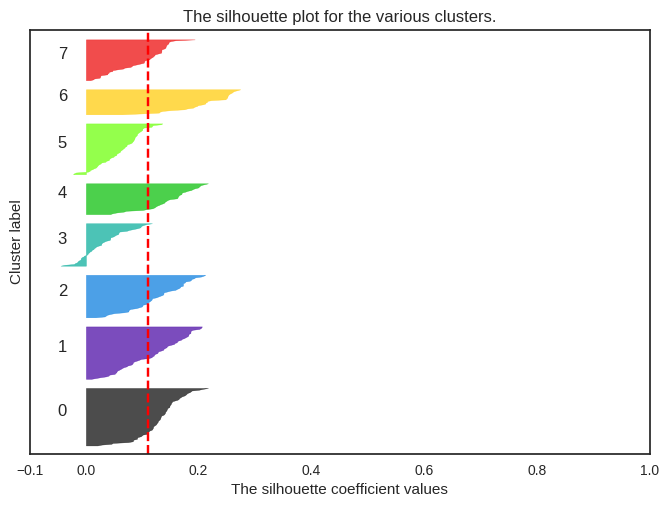 The silhouette plot for the various clusters.
7
6
5
4
3
2
1
0
Cluster label
−0.1 0.0 0.2 0.4 0.6 0.8 1.0
The silhouette coefficient values